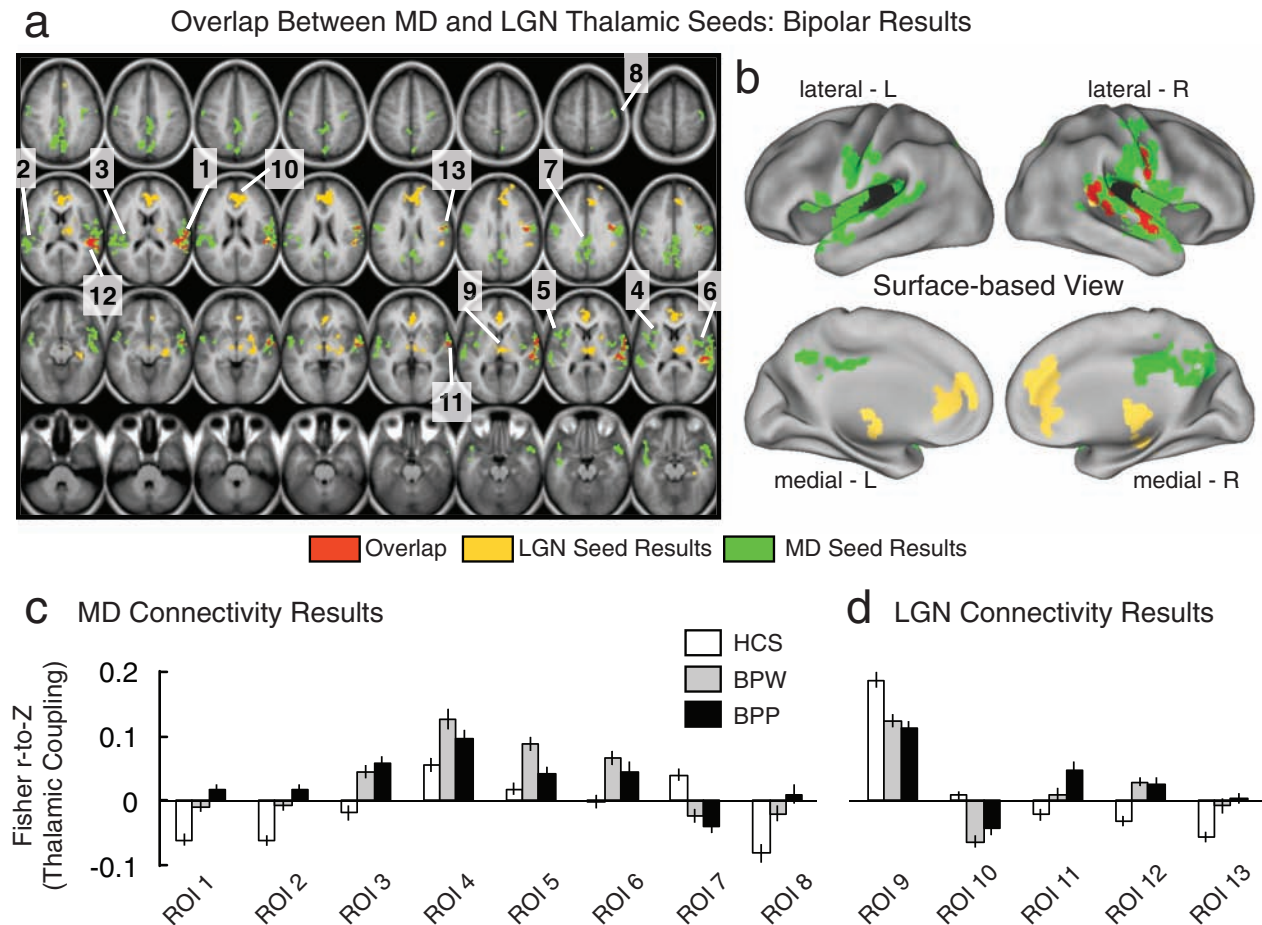 a Overlap Between MD and LGN Thalamic Seeds: Bipolar Results
8
2 3 1 10 13 7
12
9 5 4 6
11
b
lateral - L lateral - R
Surface-based View
medial - L medial - R
Overlap LGN Seed Results MD Seed Results
c MD Connectivity Results
HCS
BPW
BPP
Fisher r-to-Z
(Thalamic Coupling)
0.2
0.1
0
-0.1
ROI 1 ROI 2 ROI 3 ROI 4 ROI 5 ROI 6 ROI 7 ROI 8
d LGN Connectivity Results
ROI 9 ROI 10 ROI 11 ROI 12 ROI 13